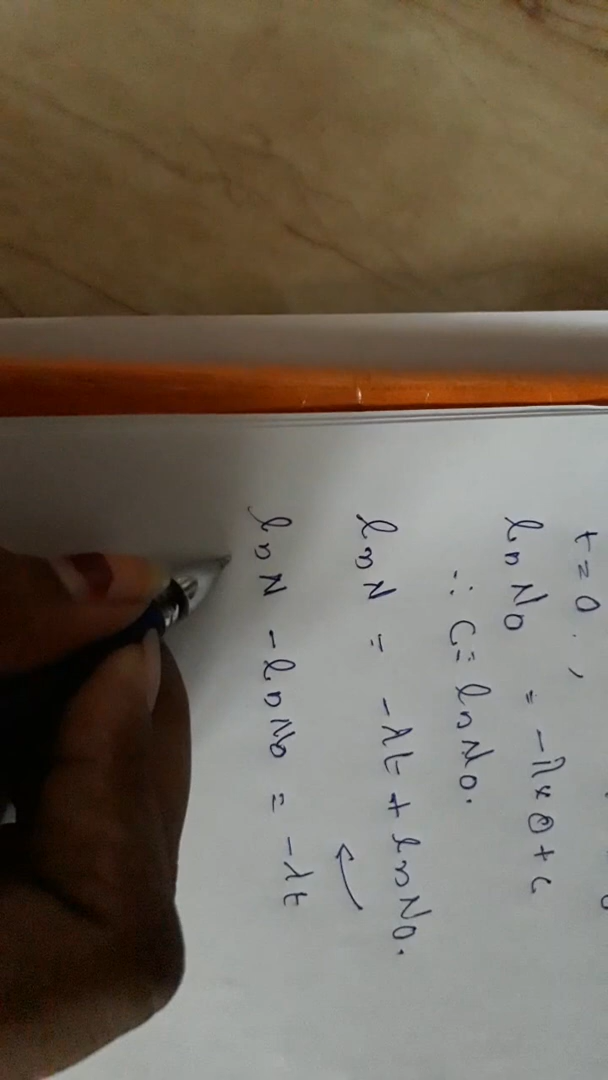 t = 0. ,
ln N₀ = -λ × 0 + c
∴ C = ln N₀.
ln N = -λt + ln N₀.
ln N - ln N₀ = -λt